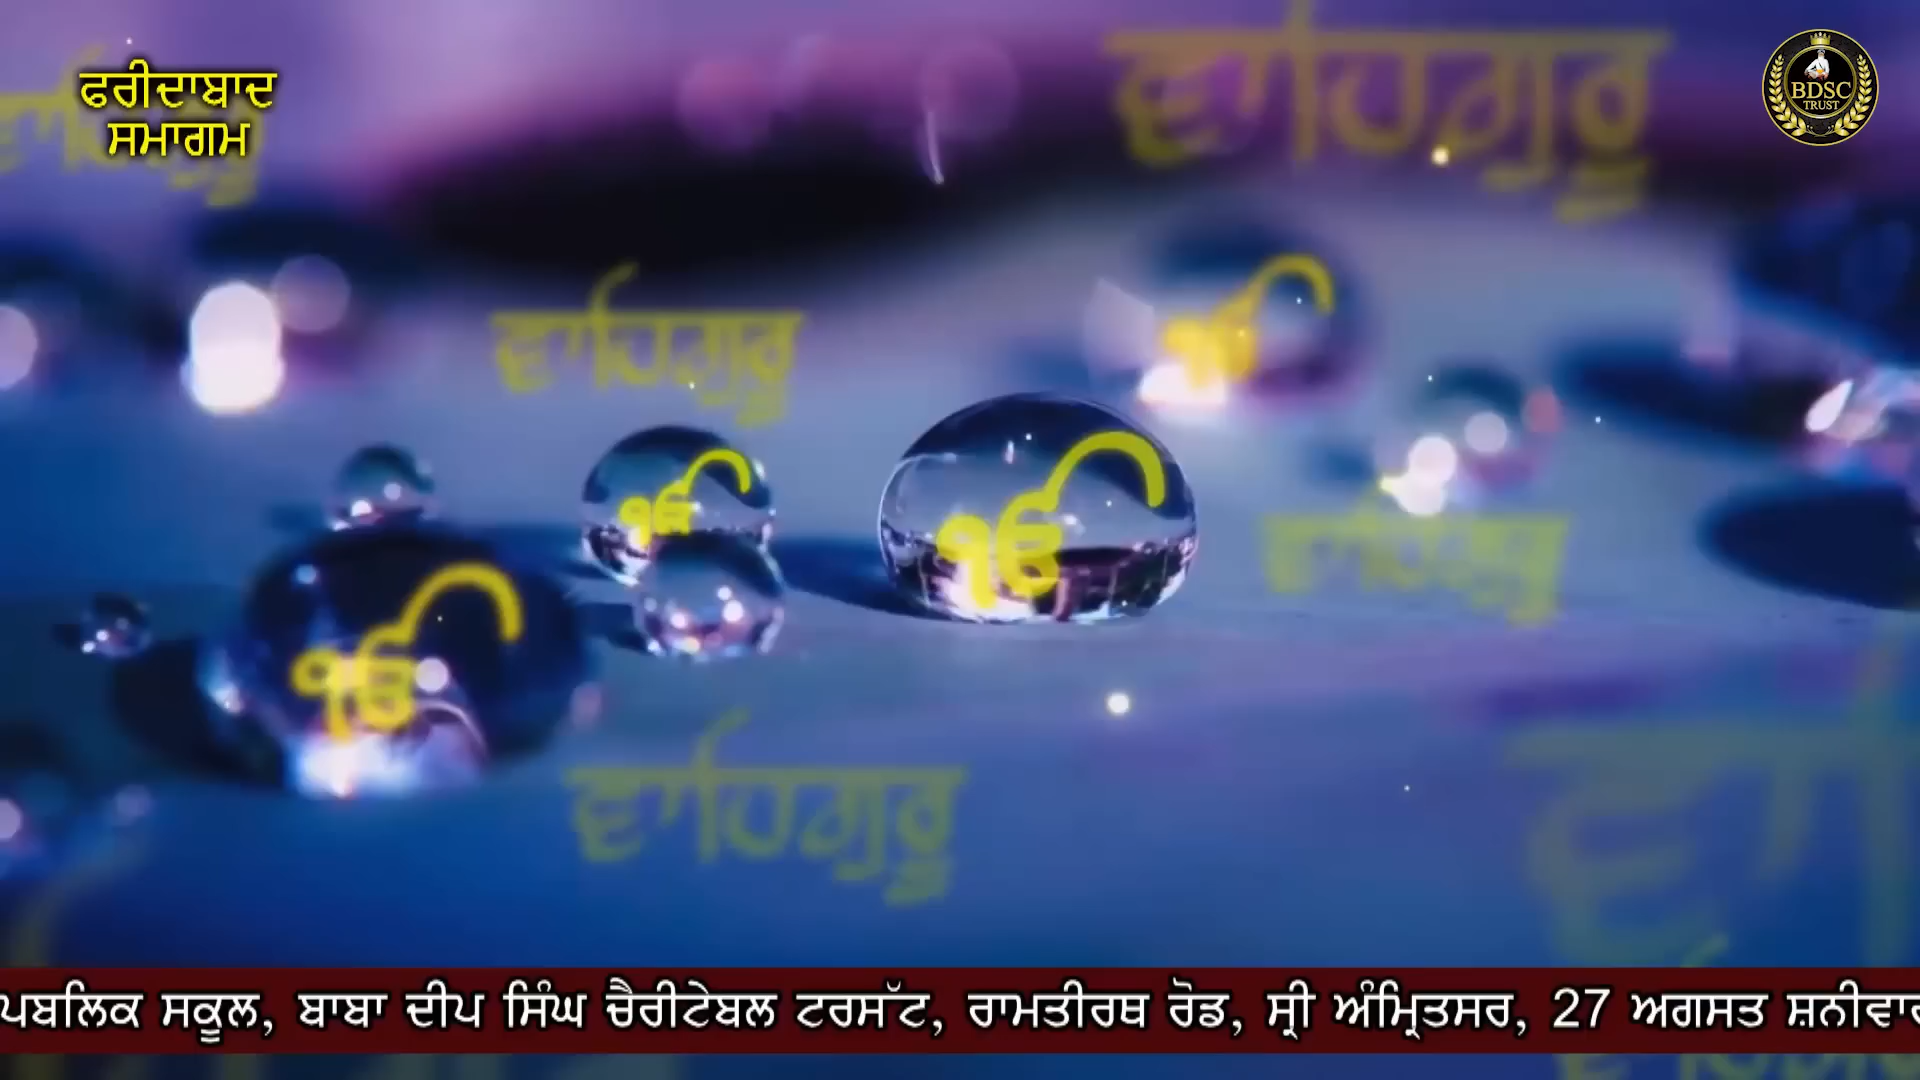 ਫਰੀਦਾਬਾਦ
ਸਮਾਗਮ
BDSC
TRUST
ਵਾਹਿਗੁਰੂ
ਵਾਹਿਗੁਰੂ
ਵਾਹਿਗੁਰੂ
ੴ
ੴ
ੴ
ਵਾਹਿਗੁਰੂ
ੴ
ਵਾਹਿਗੁਰੂ
ਪਬਲਿਕ ਸਕੂਲ, ਬਾਬਾ ਦੀਪ ਸਿੰਘ ਚੈਰੀਟੇਬਲ ਟਰਸੱਟ, ਰਾਮਤੀਰਥ ਰੋਡ, ਸ੍ਰੀ ਅੰਮ੍ਰਿਤਸਰ, 27 ਅਗਸਤ ਸ਼ਨੀਵਾਰ